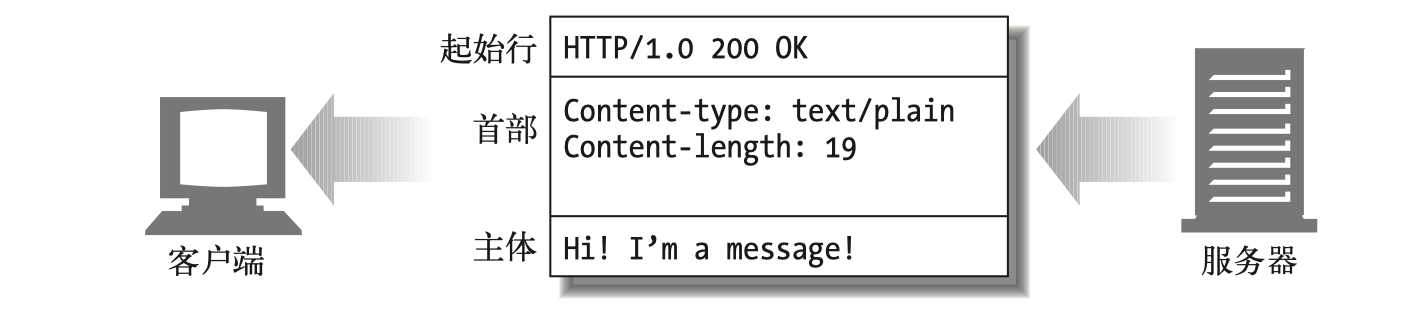 起始行 HTTP/1.0 200 OK
首部 Content-type: text/plain
Content-length: 19
主体 Hi! I’m a message!
客户端
服务器